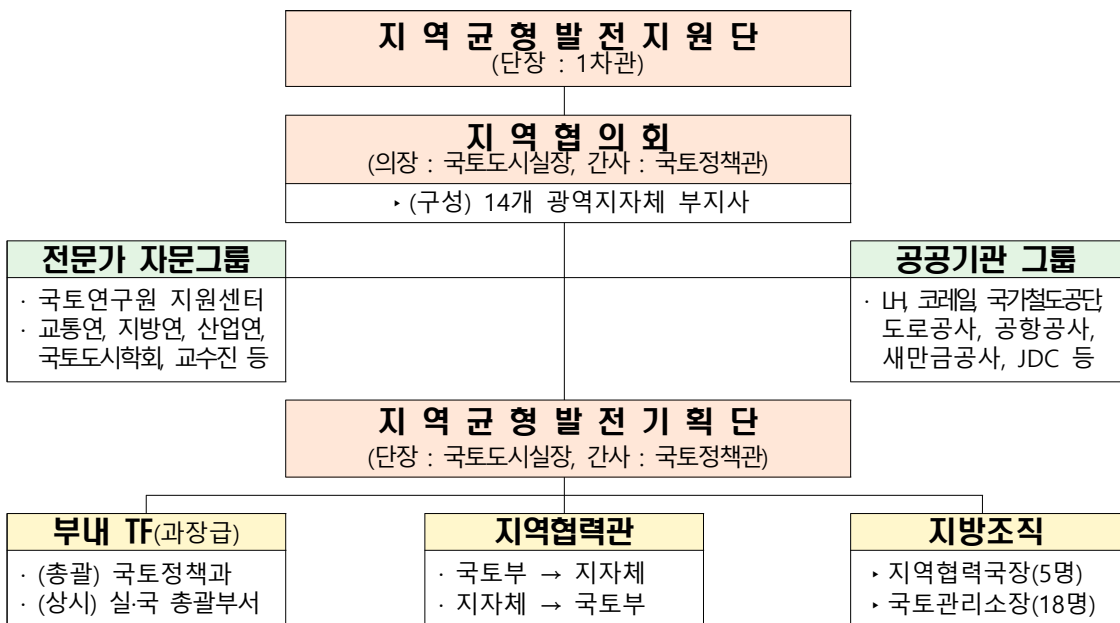 지 역 균 형 발 전 지 원 단
(단장 : 1차관)
지 역 협 의 회
(의장 : 국토도시실장, 간사 : 국토정책관)
‣ (구성) 14개 광역지자체 부지사
전문가 자문그룹
· 국토연구원 지원센터
· 교통연, 지방연, 산업연,
국토도시학회, 교수진 등
공공기관 그룹
· LH, 코레일, 국가철도공단,
도로공사, 공항공사,
새만금공사, JDC 등
지 역 균 형 발 전 기 획 단
(단장 : 국토도시실장, 간사 : 국토정책관)
부내 TF(과장급)
· (총괄) 국토정책과
· (상시) 실·국 총괄부서
지역협력관
· 국토부 → 지자체
· 지자체 → 국토부
지방조직
‣ 지역협력국장(5명)
‣ 국토관리소장(18명)